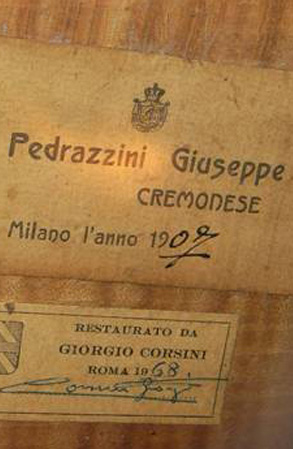 Pedrazzini Giuseppe
CREMONESE
Milano l'anno 1907
RESTAURATO DA
GIORGIO CORSINI
ROMA 1968.